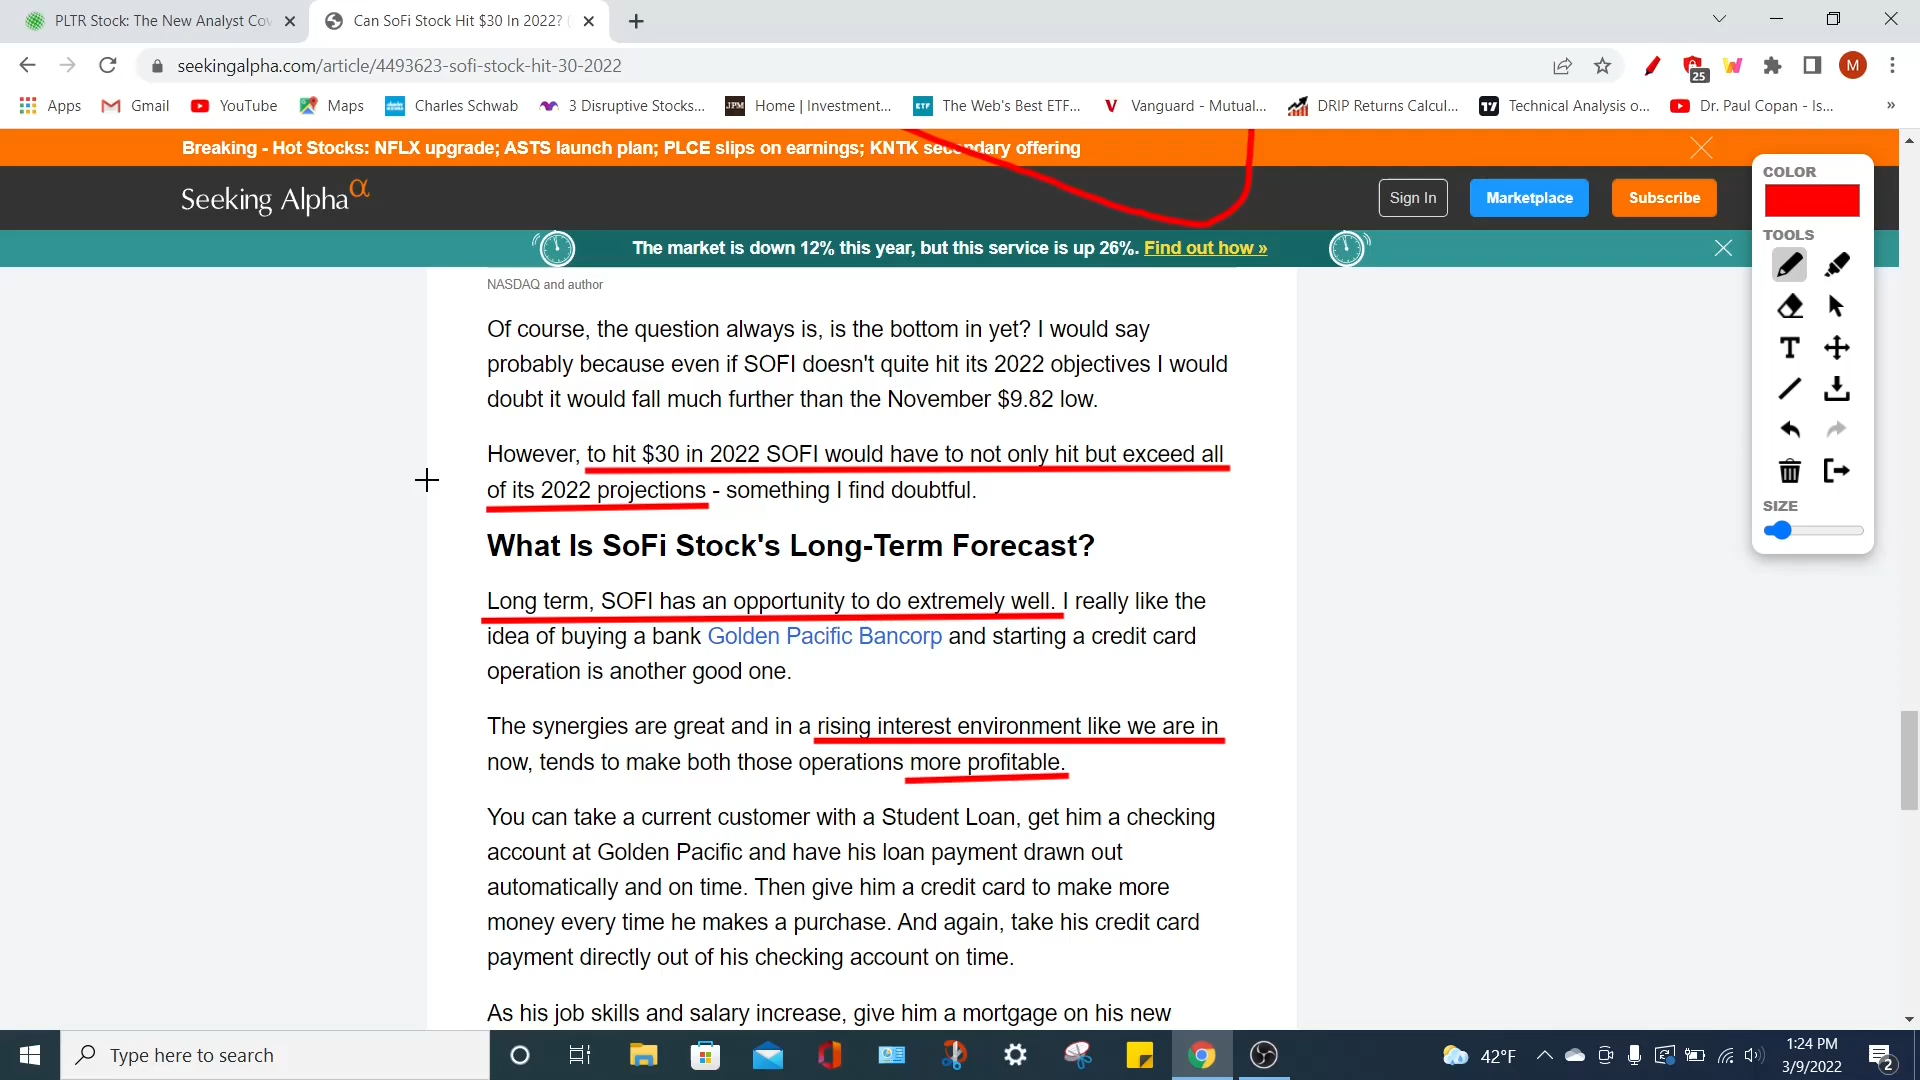 PLTR Stock: The New Analyst Cov
Can SoFi Stock Hit $30 In 2022? (
seekingalpha.com/article/4493623-sofi-stock-hit-30-2022
25
M
Apps
Gmail
YouTube
Maps
Charles Schwab
3 Disruptive Stocks...
JPM Home | Investment...
ETF The Web's Best ETF...
Vanguard - Mutual...
DRIP Returns Calcul...
Technical Analysis o...
Dr. Paul Copan - Is...
»
Breaking - Hot Stocks: NFLX upgrade; ASTS launch plan; PLCE slips on earnings; KNTK secondary offering
Seeking Alpha α
Sign In
Marketplace
Subscribe
The market is down 12% this year, but this service is up 26%. Find out how »
COLOR
TOOLS
T
SIZE
NASDAQ and author
Of course, the question always is, is the bottom in yet? I would say
probably because even if SOFI doesn't quite hit its 2022 objectives I would
doubt it would fall much further than the November $9.82 low.
However, to hit $30 in 2022 SOFI would have to not only hit but exceed all
of its 2022 projections - something I find doubtful.
What Is SoFi Stock's Long-Term Forecast?
Long term, SOFI has an opportunity to do extremely well. I really like the
idea of buying a bank Golden Pacific Bancorp and starting a credit card
operation is another good one.
The synergies are great and in a rising interest environment like we are in
now, tends to make both those operations more profitable.
You can take a current customer with a Student Loan, get him a checking
account at Golden Pacific and have his loan payment drawn out
automatically and on time. Then give him a credit card to make more
money every time he makes a purchase. And again, take his credit card
payment directly out of his checking account on time.
As his job skills and salary increase, give him a mortgage on his new
Type here to search
42°F
1:24 PM
3/9/2022
2